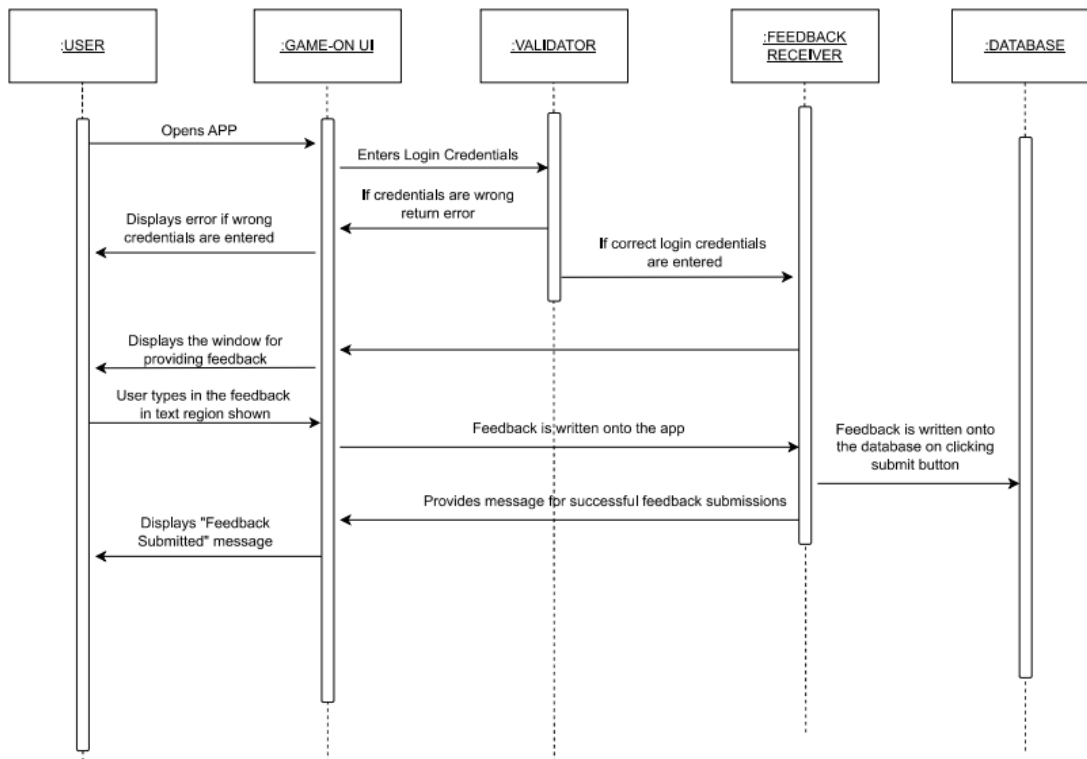 :USER
:GAME-ON UI
:VALIDATOR
:FEEDBACK
RECEIVER
:DATABASE
Opens APP
Enters Login Credentials
If credentials are wrong
return error
Displays error if wrong
credentials are entered
If correct login credentials
are entered
Displays the window for
providing feedback
User types in the feedback
in text region shown
Feedback is written onto the app
Feedback is written onto
the database on clicking
submit button
Provides message for successful feedback submissions
Displays "Feedback
Submitted" message